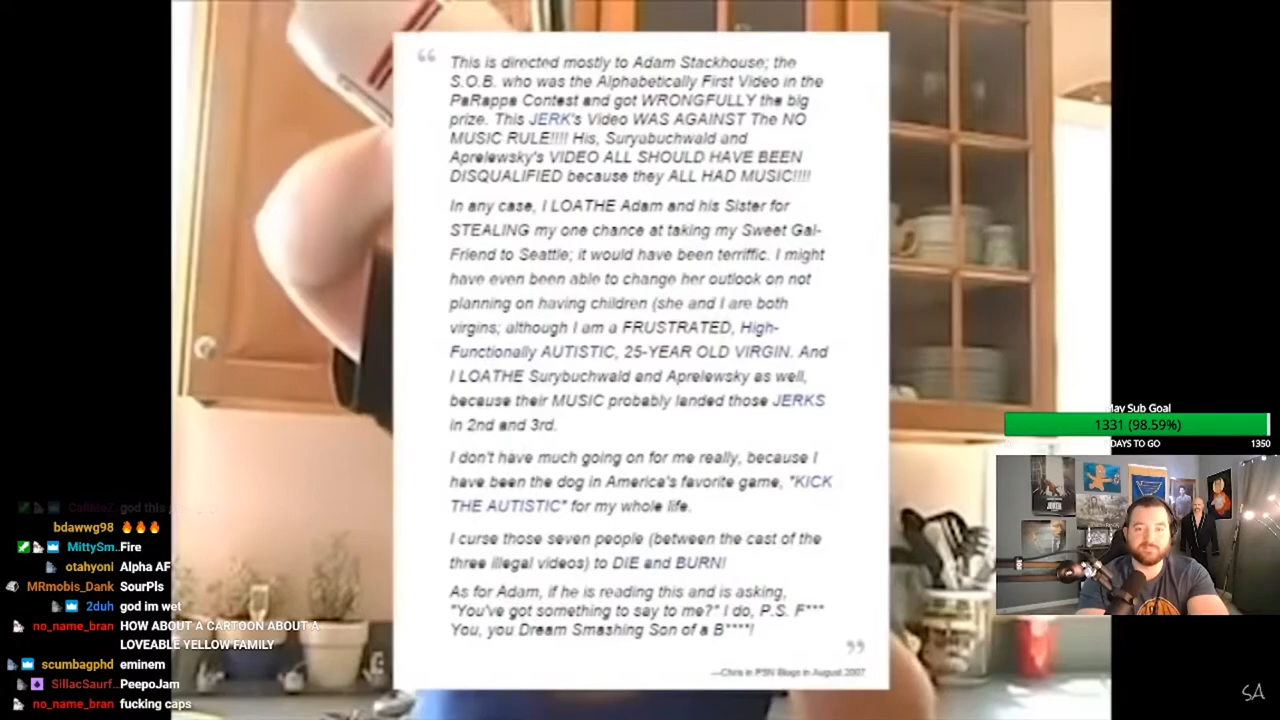 This is directed mostly to Adam Stackhouse; the
S.O.B. who was the Alphabetically First Video in the
PaRappa Contest and got WRONGFULLY the big
prize. This JERK's Video WAS AGAINST The NO
MUSIC RULE!!!! His, Suryabuchwald and
Aprelewsky's VIDEO ALL SHOULD HAVE BEEN
DISQUALIFIED because they ALL HAD MUSIC!!!!
In any case, I LOATHE Adam and his Sister for
STEALING my one chance at taking my Sweet Gal-
Friend to Seattle; it would have been terriffic. I might
have even been able to change her outlook on not
planning on having children (she and I are both
virgins; although I am a FRUSTRATED, High-
Functionally AUTISTIC, 25-YEAR OLD VIRGIN. And
I LOATHE Surybuchwald and Aprelewsky as well,
because their MUSIC probably landed those JERKS
in 2nd and 3rd.
I don't have much going on for me really, because I
have been the dog in America's favorite game, "KICK
THE AUTISTIC" for my whole life.
I curse those seven people (between the cast of the
three illegal videos) to DIE and BURN!
As for Adam, if he is reading this and is asking,
"You've got something to say to me?" I do, P.S. F***
You, you Dream Smashing Son of a B****!
—Chris in PSN Blogs in August 2007
May Sub Goal
1331 (98.59%)
DAYS TO GO 1350
god this
bdawwg98 🔥🔥🔥
MittySm.. Fire
otahyoni Alpha AF
MRmobis_Dank SourPls
2duh god im wet
no_name_bran HOW ABOUT A CARTOON ABOUT A
LOVEABLE YELLOW FAMILY
scumbagphd eminem
SillacSaurf.. PeepoJam
no_name_bran fucking caps
SA